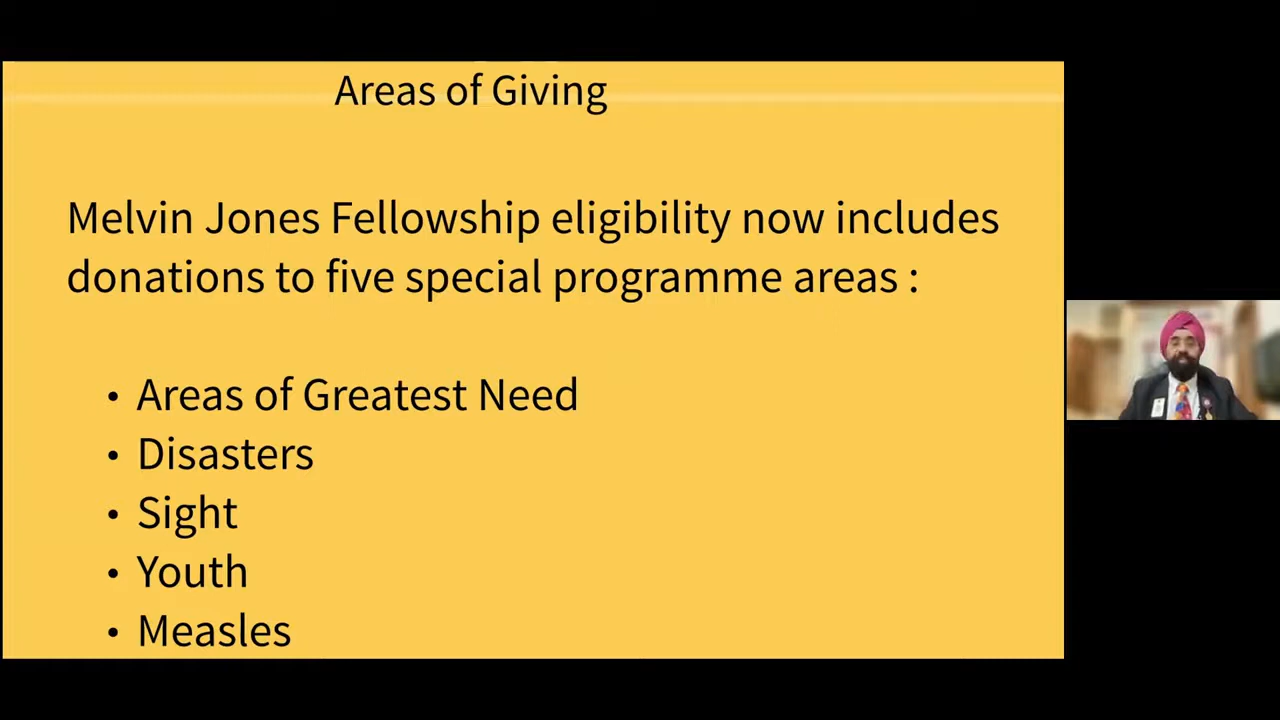 Areas of Giving
Melvin Jones Fellowship eligibility now includes
donations to five special programme areas :
• Areas of Greatest Need
• Disasters
• Sight
• Youth
• Measles